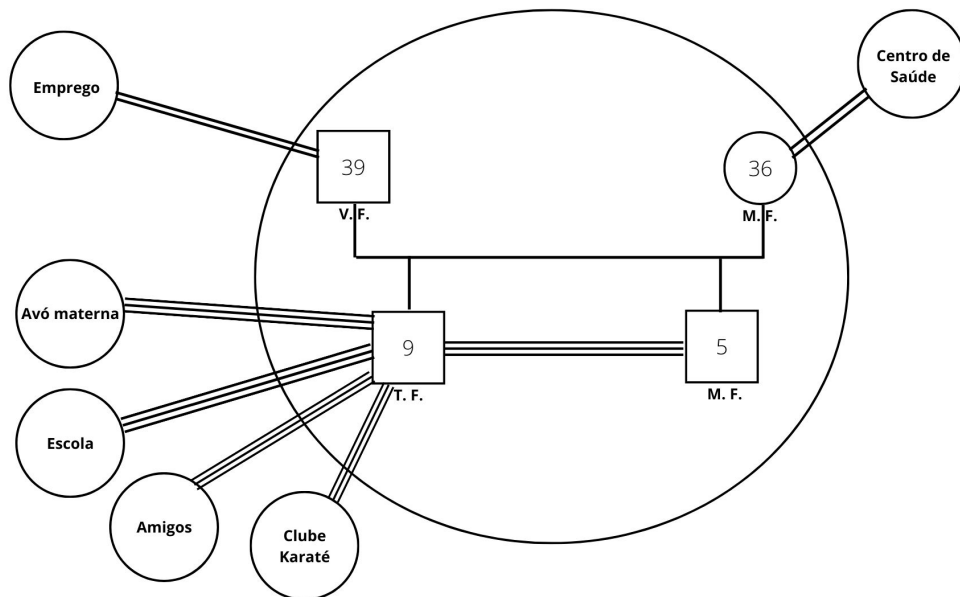 Centro de
Saúde
Emprego
39
36
V. F.
M. F.
Avó materna
9
5
T. F.
M. F.
Escola
Amigos
Clube
Karaté